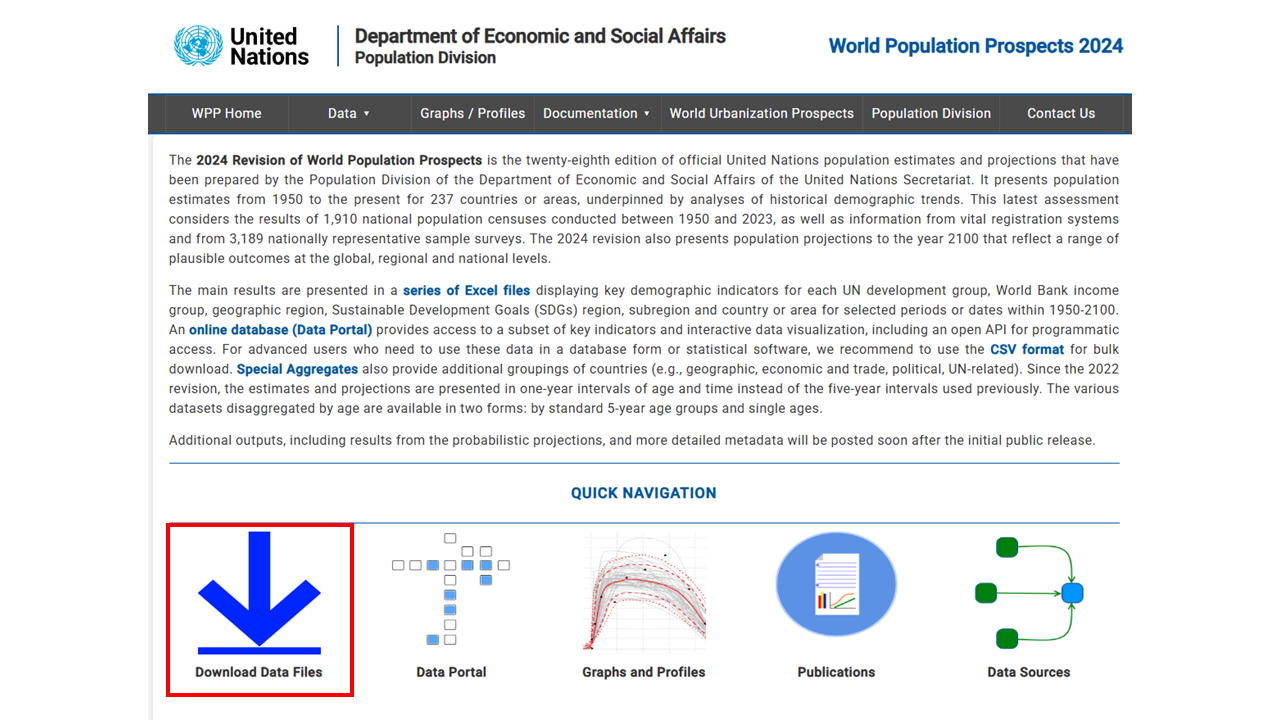 United
Nations
Department of Economic and Social Affairs
Population Division
World Population Prospects 2024
WPP Home Data ▾ Graphs / Profiles Documentation ▾ World Urbanization Prospects Population Division Contact Us
The 2024 Revision of World Population Prospects is the twenty-eighth edition of official United Nations population estimates and projections that have
been prepared by the Population Division of the Department of Economic and Social Affairs of the United Nations Secretariat. It presents population
estimates from 1950 to the present for 237 countries or areas, underpinned by analyses of historical demographic trends. This latest assessment
considers the results of 1,910 national population censuses conducted between 1950 and 2023, as well as information from vital registration systems
and from 3,189 nationally representative sample surveys. The 2024 revision also presents population projections to the year 2100 that reflect a range of
plausible outcomes at the global, regional and national levels.
The main results are presented in a series of Excel files displaying key demographic indicators for each UN development group, World Bank income
group, geographic region, Sustainable Development Goals (SDGs) region, subregion and country or area for selected periods or dates within 1950-2100.
An online database (Data Portal) provides access to a subset of key indicators and interactive data visualization, including an open API for programmatic
access. For advanced users who need to use these data in a database form or statistical software, we recommend to use the CSV format for bulk
download. Special Aggregates also provide additional groupings of countries (e.g., geographic, economic and trade, political, UN-related). Since the 2022
revision, the estimates and projections are presented in one-year intervals of age and time instead of the five-year intervals used previously. The various
datasets disaggregated by age are available in two forms: by standard 5-year age groups and single ages.
Additional outputs, including results from the probabilistic projections, and more detailed metadata will be posted soon after the initial public release.
QUICK NAVIGATION
Download Data Files Data Portal Graphs and Profiles Publications Data Sources